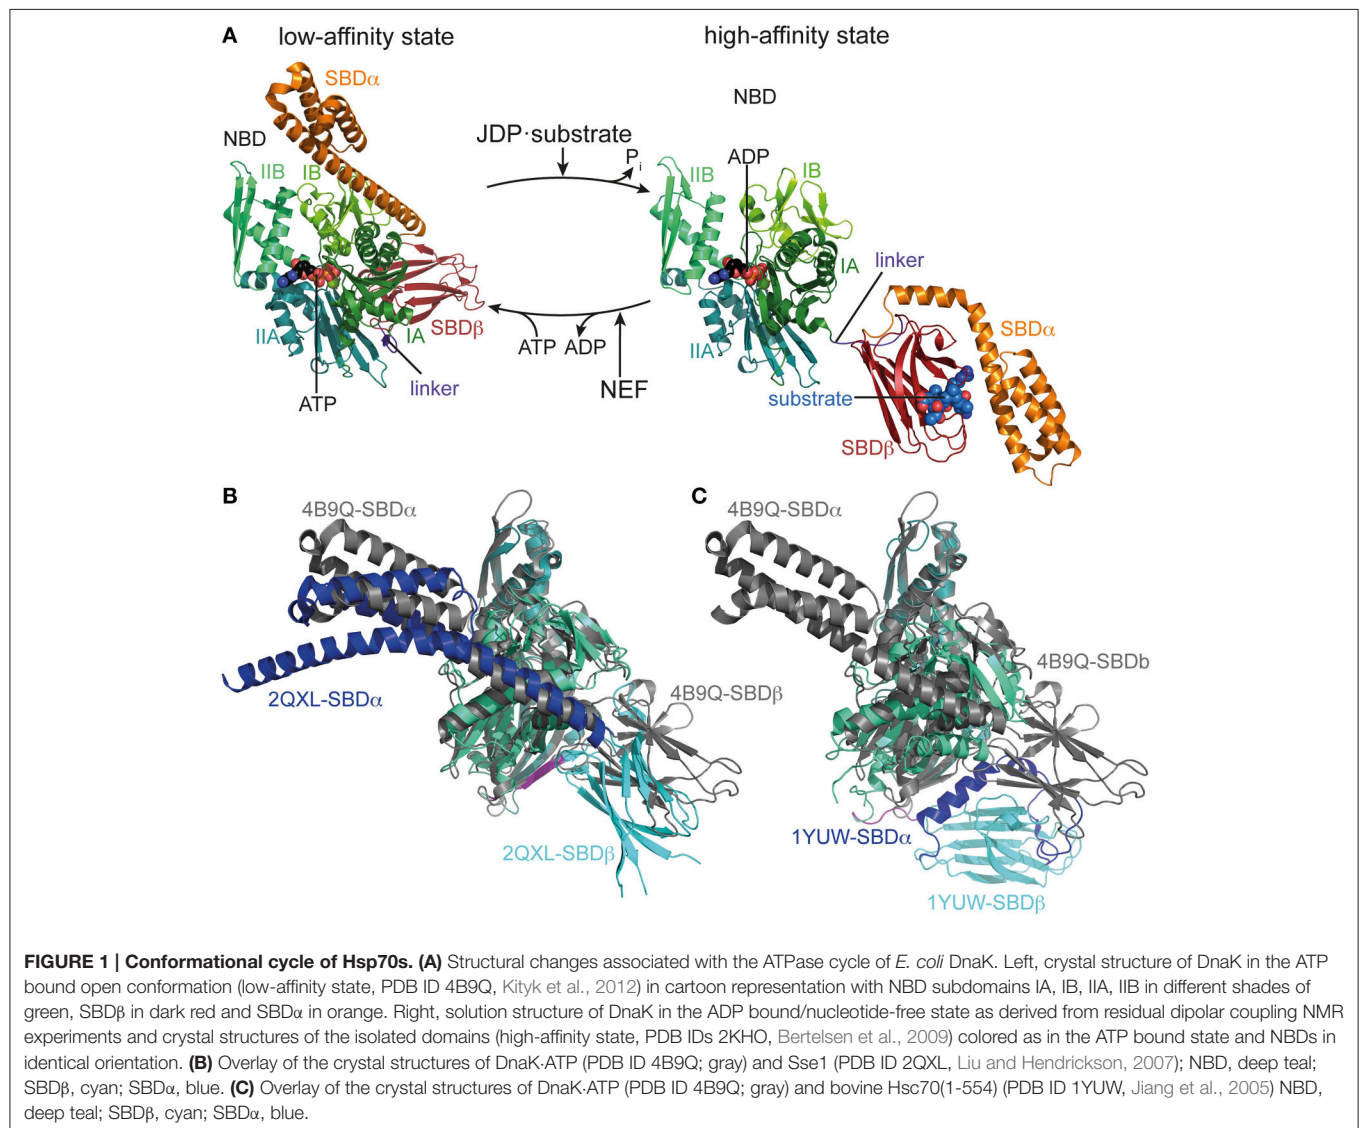 A
low-affinity state
high-affinity state
SBDα
NBD
IIB
IB
IIA
IA
SBDβ
linker
ATP
JDP·substrate
Pi
ATP
ADP
NEF
NBD
ADP
IIB
IB
IA
IIA
linker
SBDα
substrate
SBDβ
B
4B9Q-SBDα
2QXL-SBDα
4B9Q-SBDβ
2QXL-SBDβ
C
4B9Q-SBDα
4B9Q-SBDb
1YUW-SBDα
1YUW-SBDβ
FIGURE 1 | Conformational cycle of Hsp70s. (A) Structural changes associated with the ATPase cycle of E. coli DnaK. Left, crystal structure of DnaK in the ATP
bound open conformation (low-affinity state, PDB ID 4B9Q, Kityk et al., 2012) in cartoon representation with NBD subdomains IA, IB, IIA, IIB in different shades of
green, SBDβ in dark red and SBDα in orange. Right, solution structure of DnaK in the ADP bound/nucleotide-free state as derived from residual dipolar coupling NMR
experiments and crystal structures of the isolated domains (high-affinity state, PDB IDs 2KHO, Bertelsen et al., 2009) colored as in the ATP bound state and NBDs in
identical orientation. (B) Overlay of the crystal structures of DnaK·ATP (PDB ID 4B9Q; gray) and Sse1 (PDB ID 2QXL, Liu and Hendrickson, 2007); NBD, deep teal;
SBDβ, cyan; SBDα, blue. (C) Overlay of the crystal structures of DnaK·ATP (PDB ID 4B9Q; gray) and bovine Hsc70(1-554) (PDB ID 1YUW, Jiang et al., 2005) NBD,
deep teal; SBDβ, cyan; SBDα, blue.